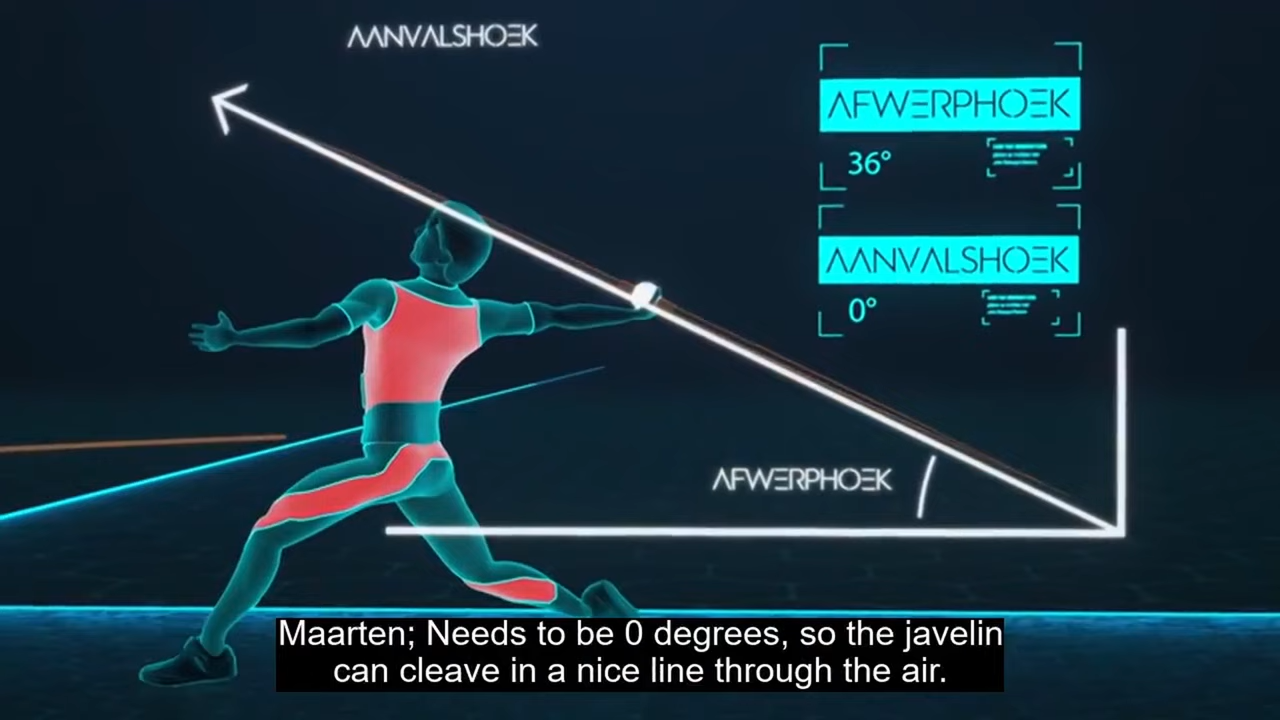 AANVALSHOEK
AFWERPHOEK
36°
AANVALSHOEK
0°
AFWERPHOEK
Maarten; Needs to be 0 degrees, so the javelin
can cleave in a nice line through the air.